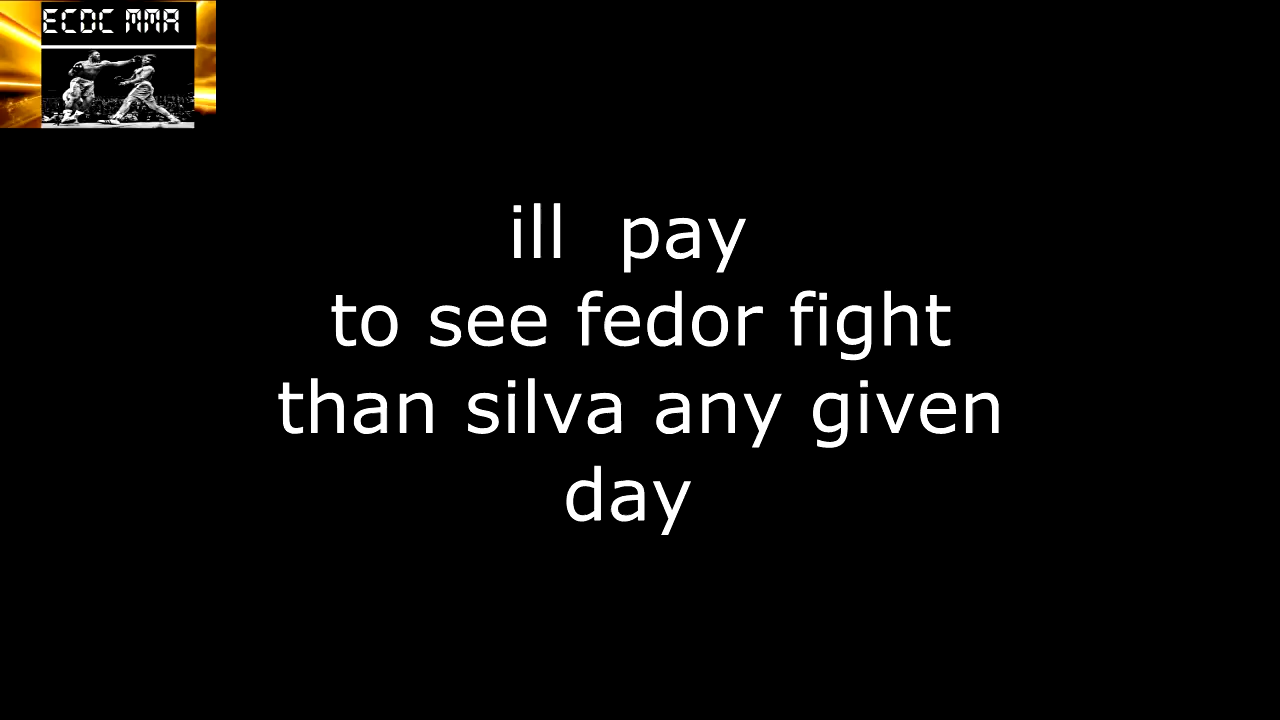 ECDC MMA
ill  pay
to see fedor fight
than silva any given
day